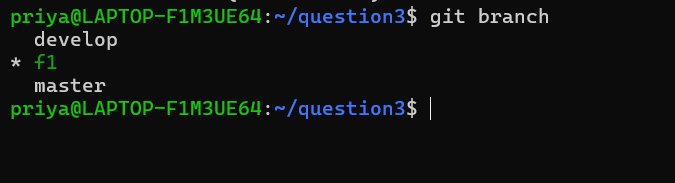 priya@LAPTOP-F1M3UE64:~/question3$ git branch
  develop
* f1
  master
priya@LAPTOP-F1M3UE64:~/question3$